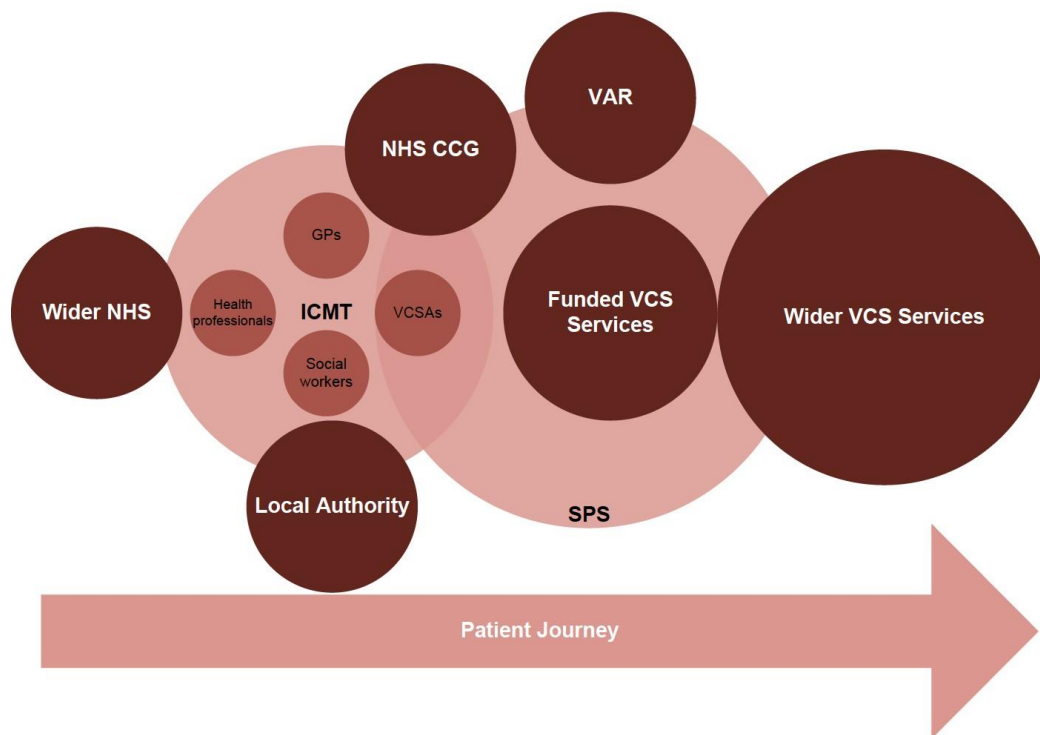 VAR
NHS CCG
GPs
Wider NHS
Health
professionals
ICMT
VCSAs
Funded VCS
Services
Wider VCS Services
Social
workers
Local Authority
SPS
Patient Journey